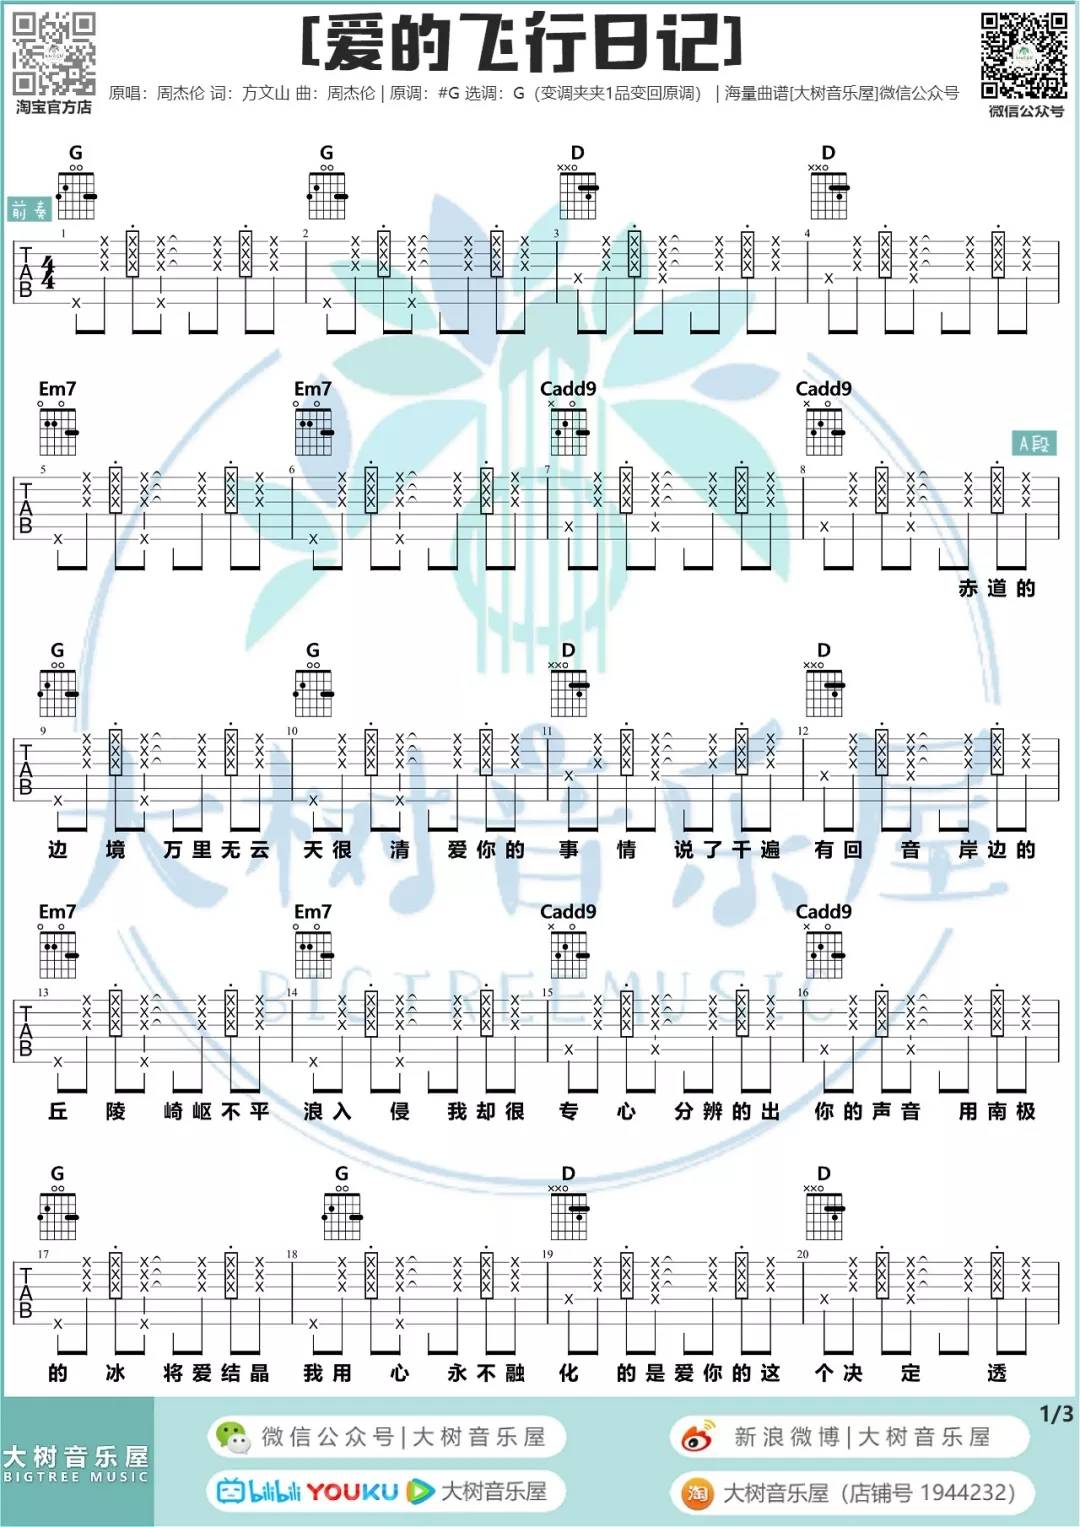 [爱的飞行日记]
淘宝官方店
原唱：周杰伦 词：方文山 曲：周杰伦 | 原调：#G 选调：G（变调夹夹1品变回原调） | 海量曲谱[大树音乐屋]微信公众号
微信公众号
G G D D
前奏
1 2 3 4
T A B 4 4
Em7 Em7 Cadd9 Cadd9
A段
5 6 7 8
T A B
赤道的
G G D D
9 10 11 12
T A B
边境万里无云天很清爱你的事情说了千遍有回音岸边的
大树音乐屋
Em7 Em7 Cadd9 Cadd9
BIGTREEMUSIC
13 14 15 16
T A B
丘陵崎岖不平浪入侵我却很专心分辨的出你的声音用南极
G G D D
17 18 19 20
T A B
的冰将爱结晶我用心永不融化的是爱你的这个决定透
1/3
大树音乐屋
BIGTREE MUSIC
微信公众号|大树音乐屋
新浪微博|大树音乐屋
bilibili YOUKU 大树音乐屋
淘 大树音乐屋（店铺号 1944232）